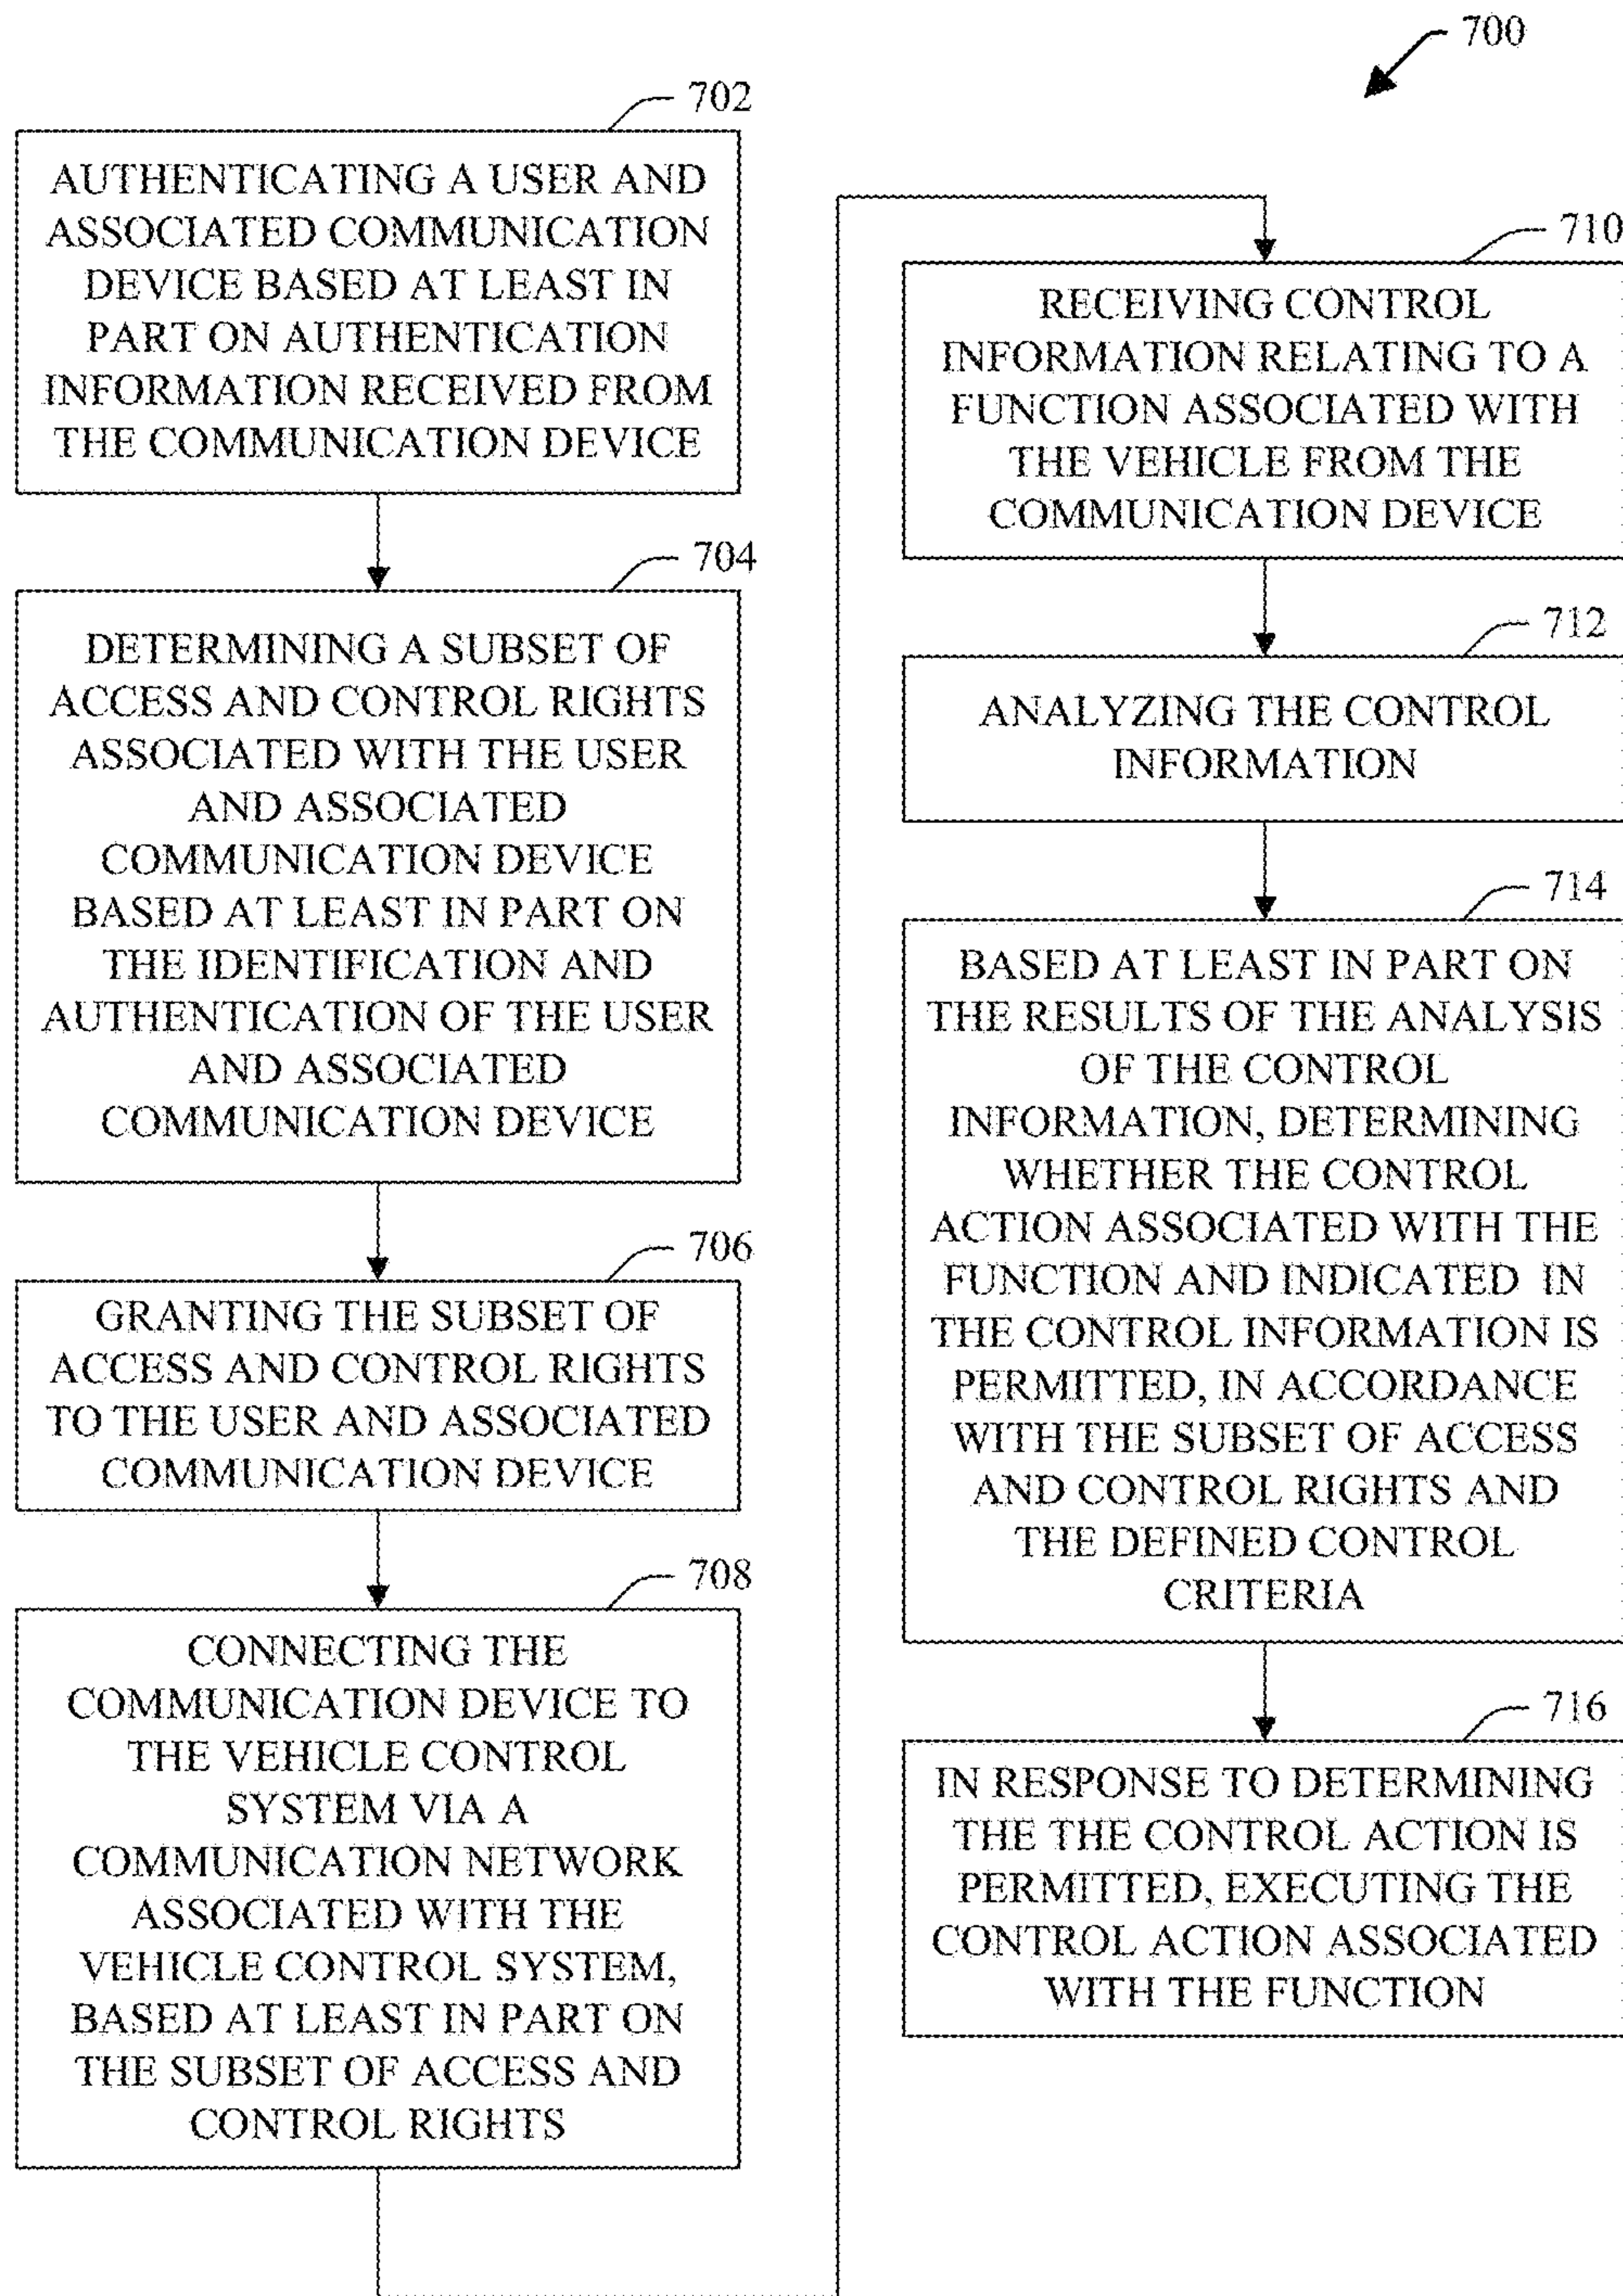 700
702
AUTHENTICATING A USER AND
ASSOCIATED COMMUNICATION
DEVICE BASED AT LEAST IN
PART ON AUTHENTICATION
INFORMATION RECEIVED FROM
THE COMMUNICATION DEVICE
704
DETERMINING A SUBSET OF
ACCESS AND CONTROL RIGHTS
ASSOCIATED WITH THE USER
AND ASSOCIATED
COMMUNICATION DEVICE
BASED AT LEAST IN PART ON
THE IDENTIFICATION AND
AUTHENTICATION OF THE USER
AND ASSOCIATED
COMMUNICATION DEVICE
706
GRANTING THE SUBSET OF
ACCESS AND CONTROL RIGHTS
TO THE USER AND ASSOCIATED
COMMUNICATION DEVICE
708
CONNECTING THE
COMMUNICATION DEVICE TO
THE VEHICLE CONTROL
SYSTEM VIA A
COMMUNICATION NETWORK
ASSOCIATED WITH THE
VEHICLE CONTROL SYSTEM,
BASED AT LEAST IN PART ON
THE SUBSET OF ACCESS AND
CONTROL RIGHTS
710
RECEIVING CONTROL
INFORMATION RELATING TO A
FUNCTION ASSOCIATED WITH
THE VEHICLE FROM THE
COMMUNICATION DEVICE
712
ANALYZING THE CONTROL
INFORMATION
714
BASED AT LEAST IN PART ON
THE RESULTS OF THE ANALYSIS
OF THE CONTROL
INFORMATION, DETERMINING
WHETHER THE CONTROL
ACTION ASSOCIATED WITH THE
FUNCTION AND INDICATED IN
THE CONTROL INFORMATION IS
PERMITTED, IN ACCORDANCE
WITH THE SUBSET OF ACCESS
AND CONTROL RIGHTS AND
THE DEFINED CONTROL
CRITERIA
716
IN RESPONSE TO DETERMINING
THE THE CONTROL ACTION IS
PERMITTED, EXECUTING THE
CONTROL ACTION ASSOCIATED
WITH THE FUNCTION